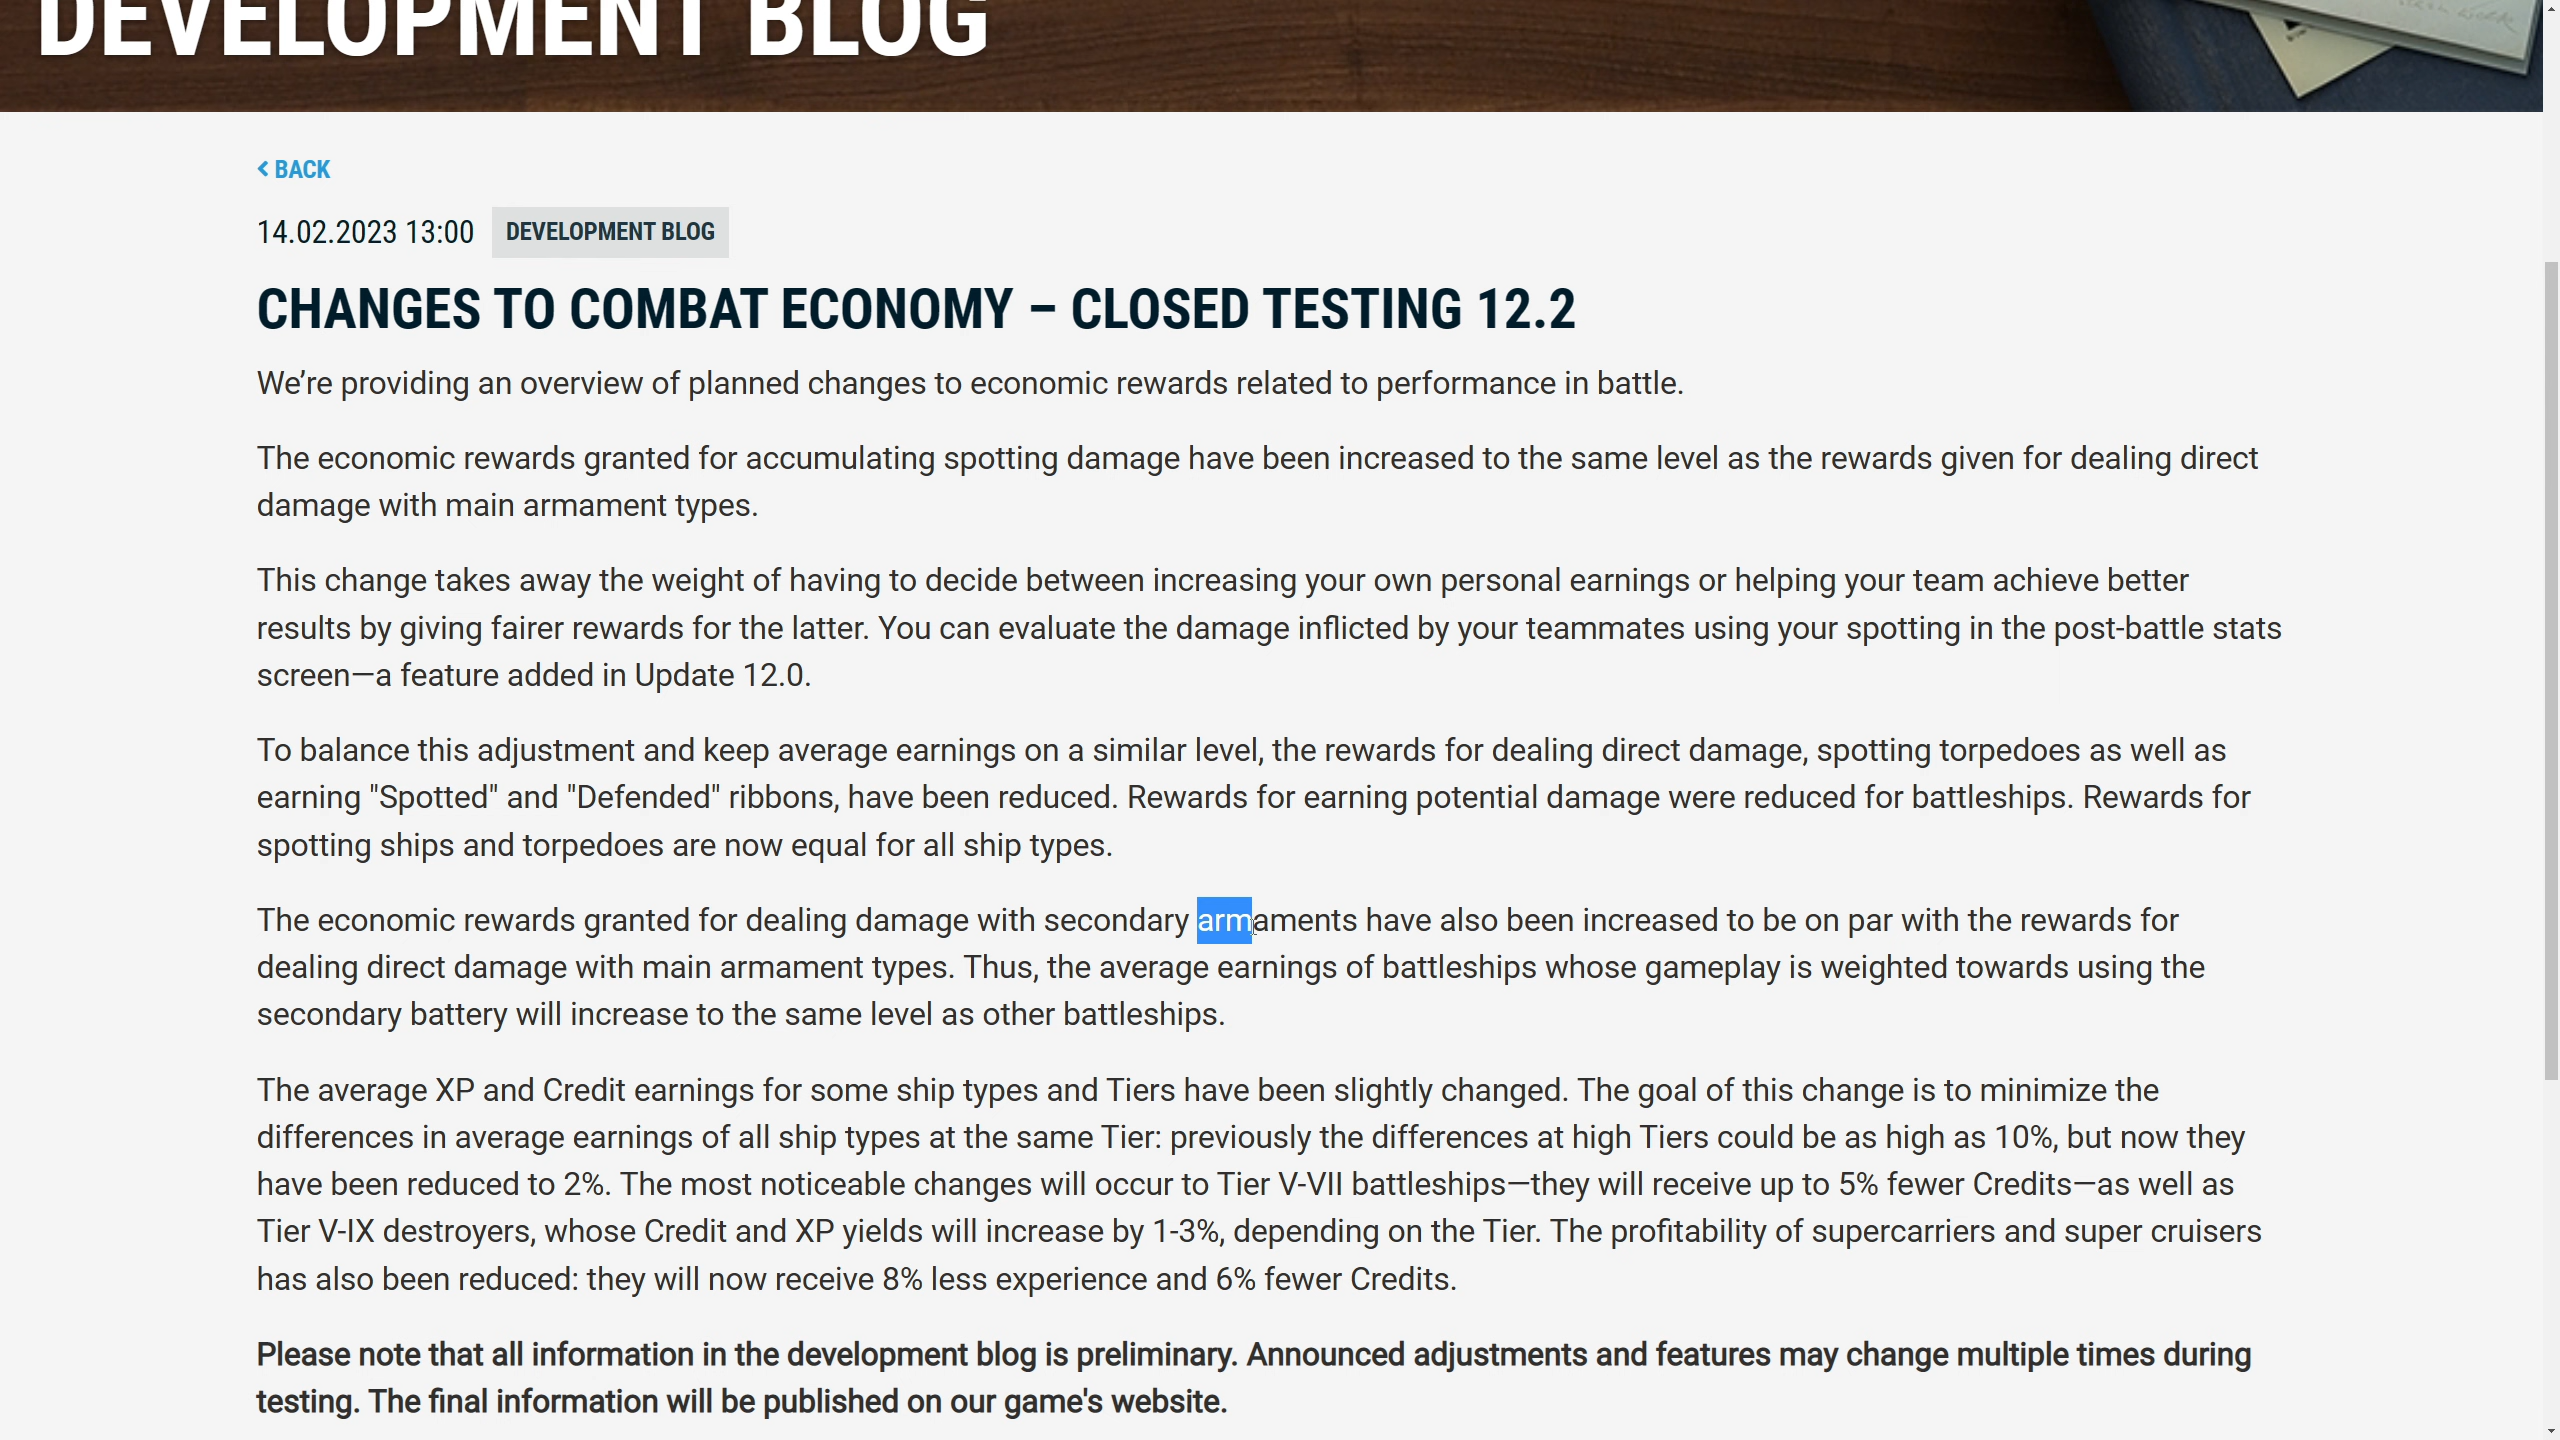 DEVELOPMENT BLOG
BACK
14.02.2023 13:00 DEVELOPMENT BLOG
CHANGES TO COMBAT ECONOMY – CLOSED TESTING 12.2
We’re providing an overview of planned changes to economic rewards related to performance in battle.
The economic rewards granted for accumulating spotting damage have been increased to the same level as the rewards given for dealing direct
damage with main armament types.
This change takes away the weight of having to decide between increasing your own personal earnings or helping your team achieve better
results by giving fairer rewards for the latter. You can evaluate the damage inflicted by your teammates using your spotting in the post-battle stats
screen—a feature added in Update 12.0.
To balance this adjustment and keep average earnings on a similar level, the rewards for dealing direct damage, spotting torpedoes as well as
earning "Spotted" and "Defended" ribbons, have been reduced. Rewards for earning potential damage were reduced for battleships. Rewards for
spotting ships and torpedoes are now equal for all ship types.
The economic rewards granted for dealing damage with secondary armaments have also been increased to be on par with the rewards for
dealing direct damage with main armament types. Thus, the average earnings of battleships whose gameplay is weighted towards using the
secondary battery will increase to the same level as other battleships.
The average XP and Credit earnings for some ship types and Tiers have been slightly changed. The goal of this change is to minimize the
differences in average earnings of all ship types at the same Tier: previously the differences at high Tiers could be as high as 10%, but now they
have been reduced to 2%. The most noticeable changes will occur to Tier V-VII battleships—they will receive up to 5% fewer Credits—as well as
Tier V-IX destroyers, whose Credit and XP yields will increase by 1-3%, depending on the Tier. The profitability of supercarriers and super cruisers
has also been reduced: they will now receive 8% less experience and 6% fewer Credits.
Please note that all information in the development blog is preliminary. Announced adjustments and features may change multiple times during
testing. The final information will be published on our game's website.